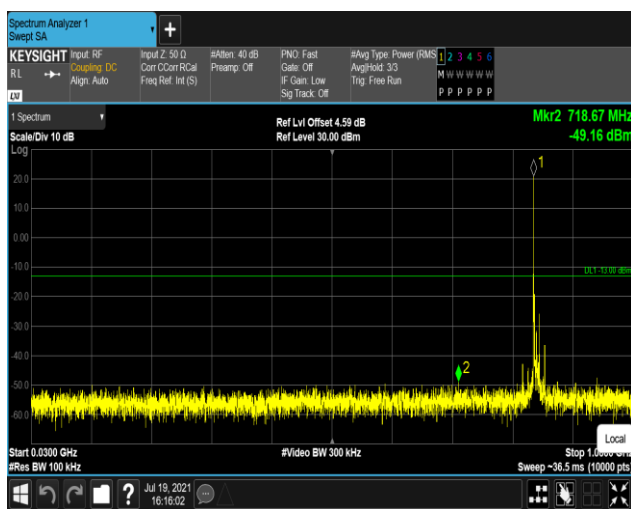 Spectrum Analyzer 1
Swept SA
+
KEYSIGHT Input: RF Input Z: 50 Ω #Atten: 40 dB PNO: Fast #Avg Type: Power (RMS 1 2 3 4 5 6
RL Coupling: DC Corr CCorr RCal Preamp: Off Gate: Off Avg|Hold: 3/3 M W W W W W
Align: Auto Freq Ref: Int (S) IF Gain: Low Trig: Free Run
Sig Track: Off P P P P P P
LXI
1 Spectrum Ref Lvl Offset 4.59 dB Mkr2 718.67 MHz
Scale/Div 10 dB Ref Level 30.00 dBm -49.16 dBm
Log
1
20.0
10.0
0.00
-10.0
DL1 -13.00 dBm
-20.0
-30.0
-40.0
2
-50.0
-60.0
Local
Start 0.0300 GHz #Video BW 300 kHz Stop
#Res BW 100 kHz Sweep ~36.5 ms (10000 pts)
? Jul 19, 2021
16:16:02